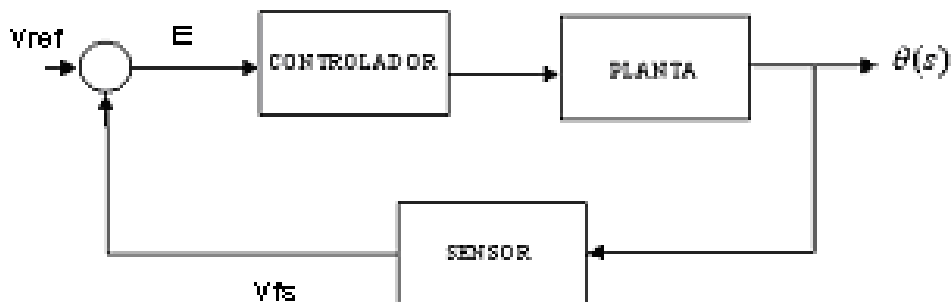 Vref
E
CONTROLADOR
PLANTA
θ(s)
SENSOR
Vfs